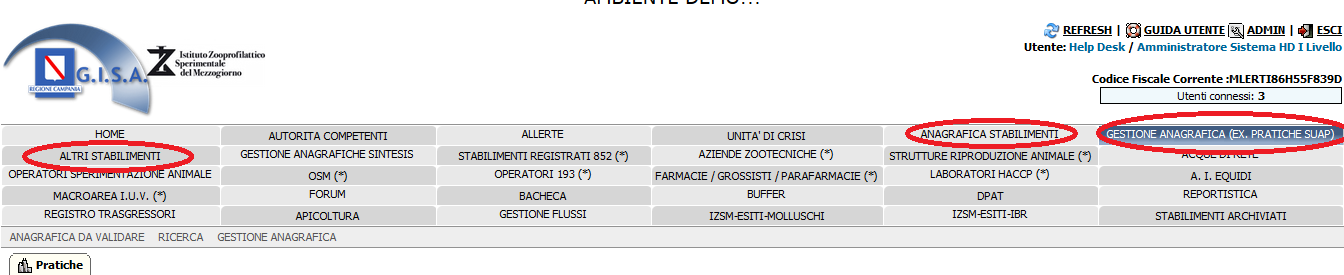 AMBIENTE DEMO...
REFRESH | GUIDA UTENTE ADMIN | ESCI
Utente: Help Desk / Amministratore Sistema HD I Livello
Istituto Zooprofilattico
Sperimentale
del Mezzogiorno
G.I.S.A.
REGIONE CAMPANIA
Codice Fiscale Corrente :MLERTI86H55F839D
Utenti connessi: 3
HOME AUTORITA COMPETENTI ALLERTE UNITA' DI CRISI ANAGRAFICA STABILIMENTI GESTIONE ANAGRAFICA (EX. PRATICHE SUAP)
ALTRI STABILIMENTI GESTIONE ANAGRAFICHE SINTESIS STABILIMENTI REGISTRATI 852 (*) AZIENDE ZOOTECNICHE (*) STRUTTURE RIPRODUZIONE ANIMALE (*) ACQUE DI RETE
OPERATORI SPERIMENTAZIONE ANIMALE OSM (*) OPERATORI 193 (*) FARMACIE / GROSSISTI / PARAFARMACIE (*) LABORATORI HACCP (*) A. I. EQUIDI
MACROAREA I.U.V. (*) FORUM BACHECA BUFFER DPAT REPORTISTICA
REGISTRO TRASGRESSORI APICOLTURA GESTIONE FLUSSI IZSM-ESITI-MOLLUSCHI IZSM-ESITI-IBR STABILIMENTI ARCHIVIATI
ANAGRAFICA DA VALIDARE RICERCA GESTIONE ANAGRAFICA
Pratiche